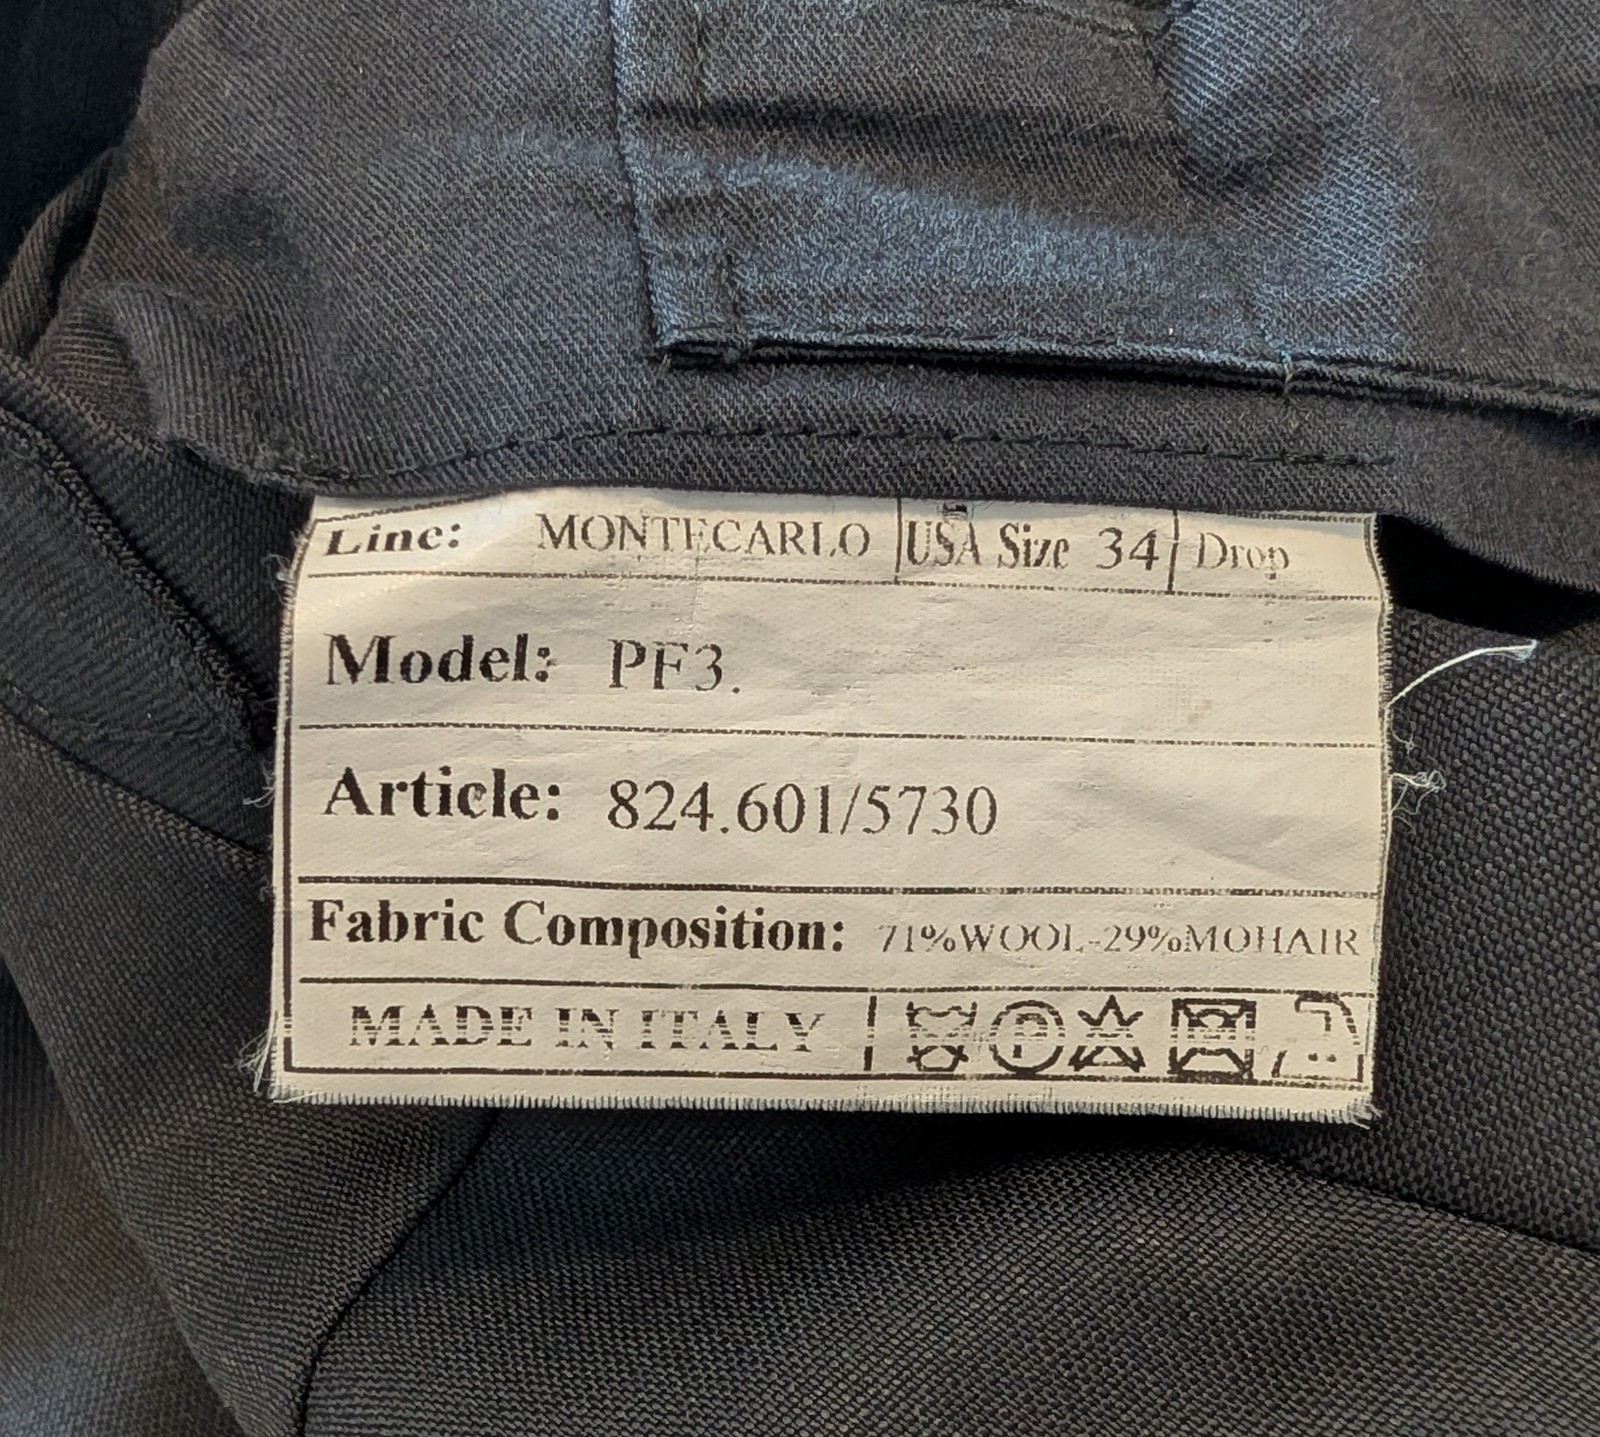 Line: MONTECARLO USA Size 34 Drop
Model: PF3.
Article: 824.601/5730
Fabric Composition: 71%WOOL-29%MOHAIR
MADE IN ITALY P